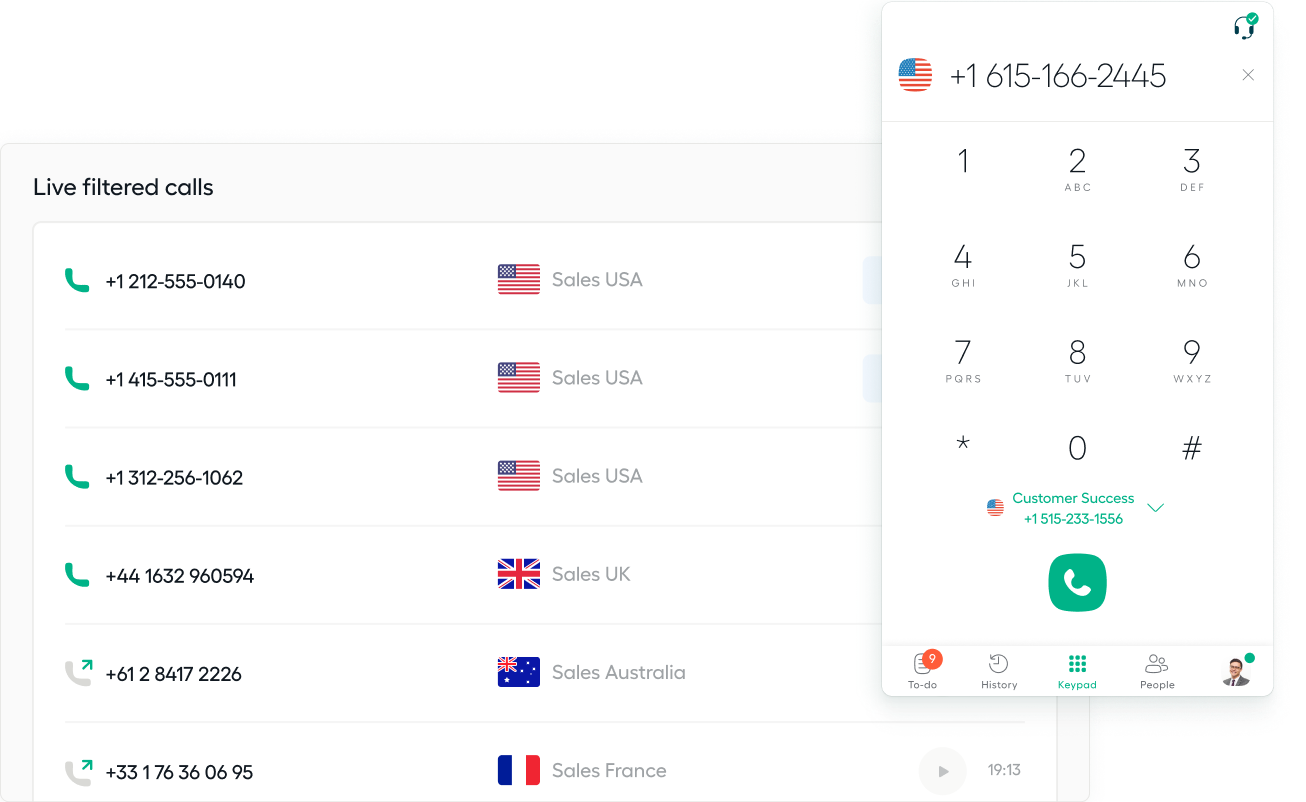 Live filtered calls
+1 212-555-0140 Sales USA
+1 415-555-0111 Sales USA
+1 312-256-1062 Sales USA
+44 1632 960594 Sales UK
+61 2 8417 2226 Sales Australia
+33 1 76 36 06 95 Sales France 19:13
+1 615-166-2445
1 2 3
ABC DEF
4 5 6
GHI JKL MNO
7 8 9
PQRS TUV WXYZ
* 0 #
Customer Success
+1 515-233-1556
9
To-do History Keypad People